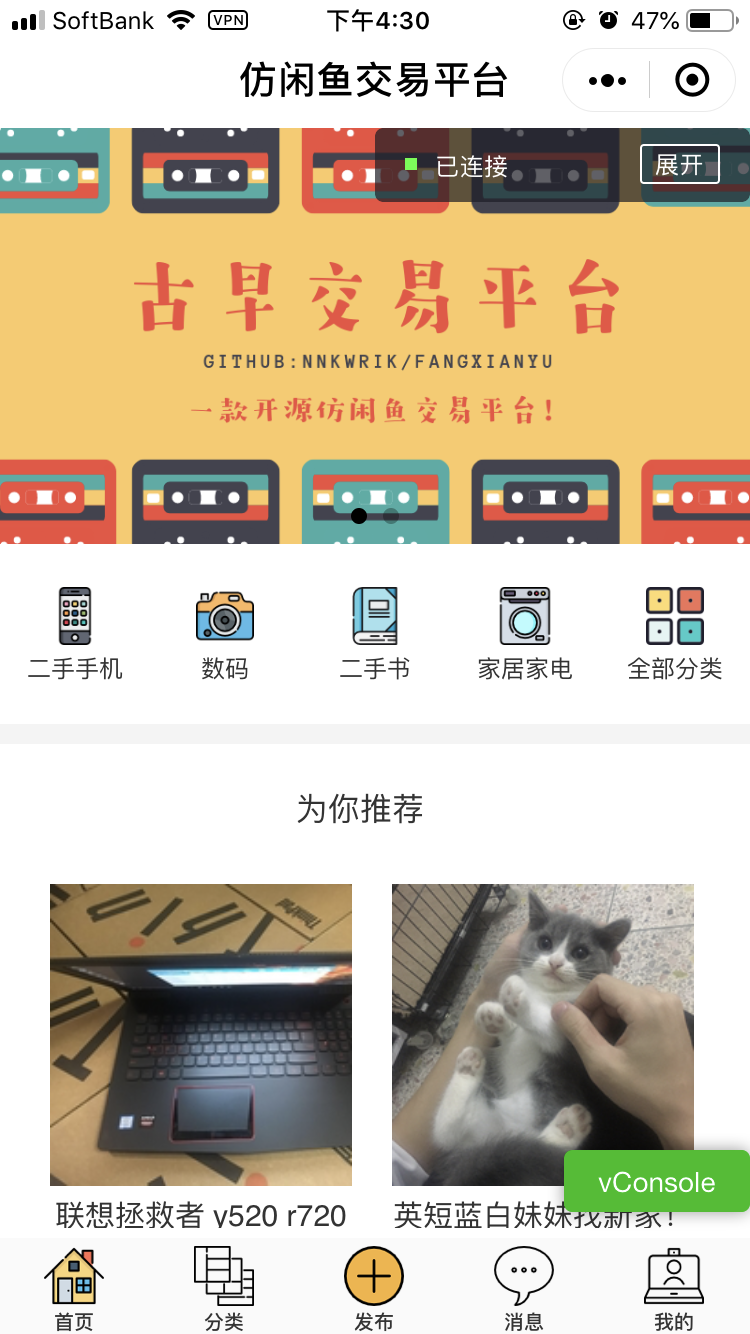 SoftBank VPN 下午4:30 47%
仿闲鱼交易平台
已连接 展开
古早交易平台
GITHUB:NNKWRIK/FANGXIANYU
一款开源仿闲鱼交易平台!
二手手机 数码 二手书 家居家电 全部分类
为你推荐
ThinkPad
联想拯救者 v520 r720 英短蓝白妹妹找新家!
vConsole
首页 分类 发布 消息 我的